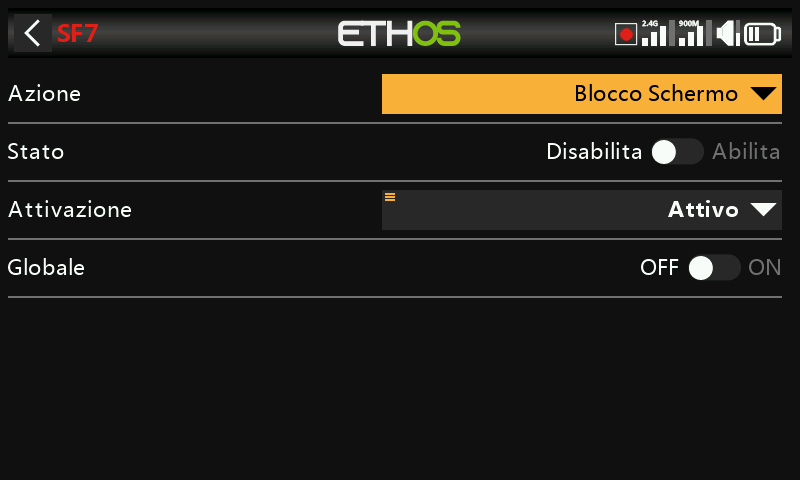 SF7 ETHOS 2.4G 900M
Azione Blocco Schermo
Stato Disabilita Abilita
Attivazione Attivo
Globale OFF ON